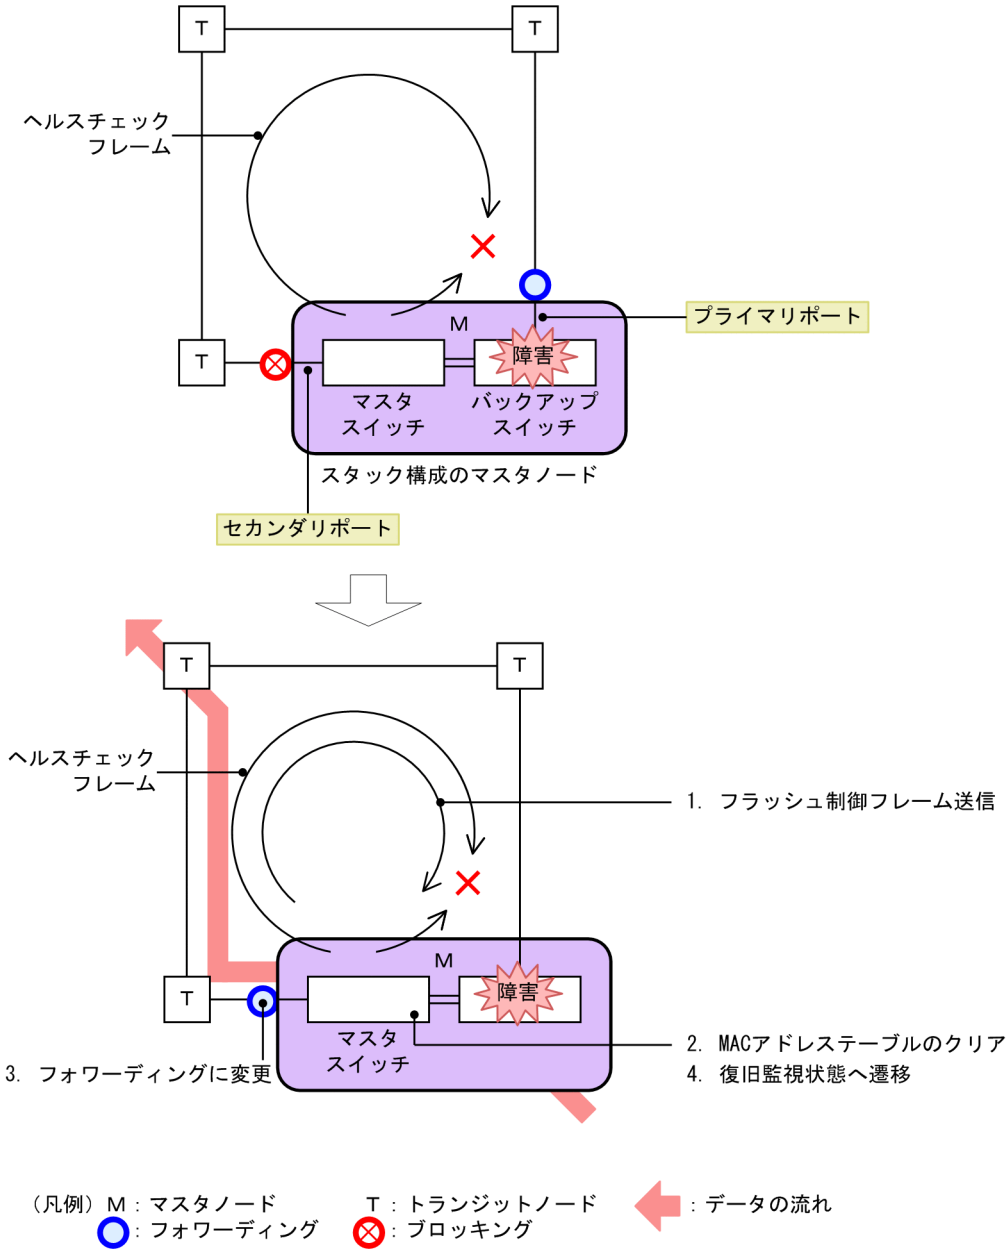 T
T
ヘルスチェック
フレーム
プライマリポート
M
障害
T
マスタ
スイッチ
バックアップ
スイッチ
スタック構成のマスタノード
セカンダリポート
T
T
ヘルスチェック
フレーム
1. フラッシュ制御フレーム送信
M
障害
T
マスタ
スイッチ
2. MACアドレステーブルのクリア
3. フォワーディングに変更
4. 復旧監視状態へ遷移
（凡例）M：マスタノード
T：トランジットノード
：データの流れ
：フォワーディング
：ブロッキング